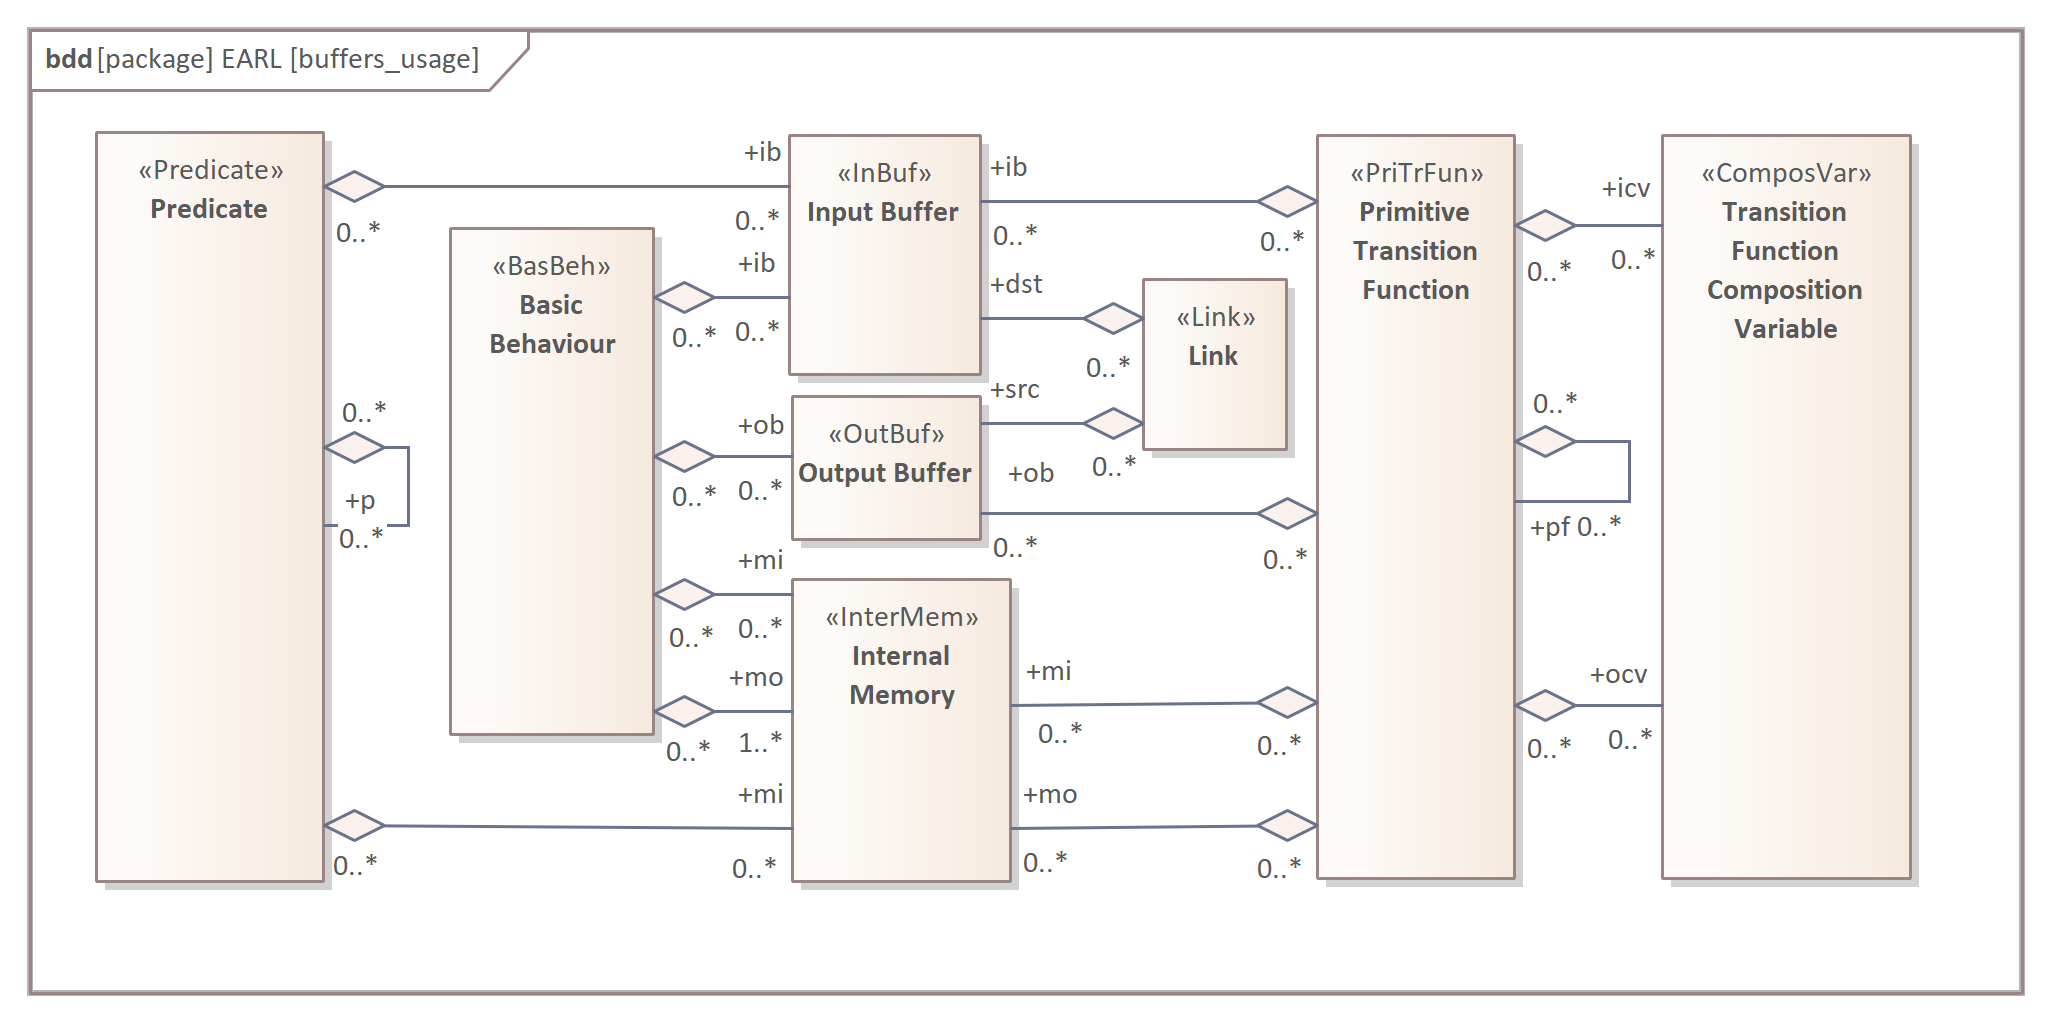 bdd [package] EARL [buffers_usage]
«Predicate»
Predicate
«BasBeh»
Basic
Behaviour
«InBuf»
Input Buffer
«OutBuf»
Output Buffer
«InterMem»
Internal
Memory
«Link»
Link
«PriTrFun»
Primitive
Transition
Function
«ComposVar»
Transition
Function
Composition
Variable
+ib
0..*
0..*
+ib
0..*
0..*
+ob
0..*
0..*
+mi
0..*
0..*
+mo
0..*
1..*
+mi
0..*
0..*
0..*
+p
0..*
+ib
0..*
0..*
+dst
0..*
+src
0..*
+ob
0..*
0..*
+mi
0..*
0..*
+mo
0..*
0..*
+icv
0..*
0..*
0..*
+pf 0..*
+ocv
0..*
0..*